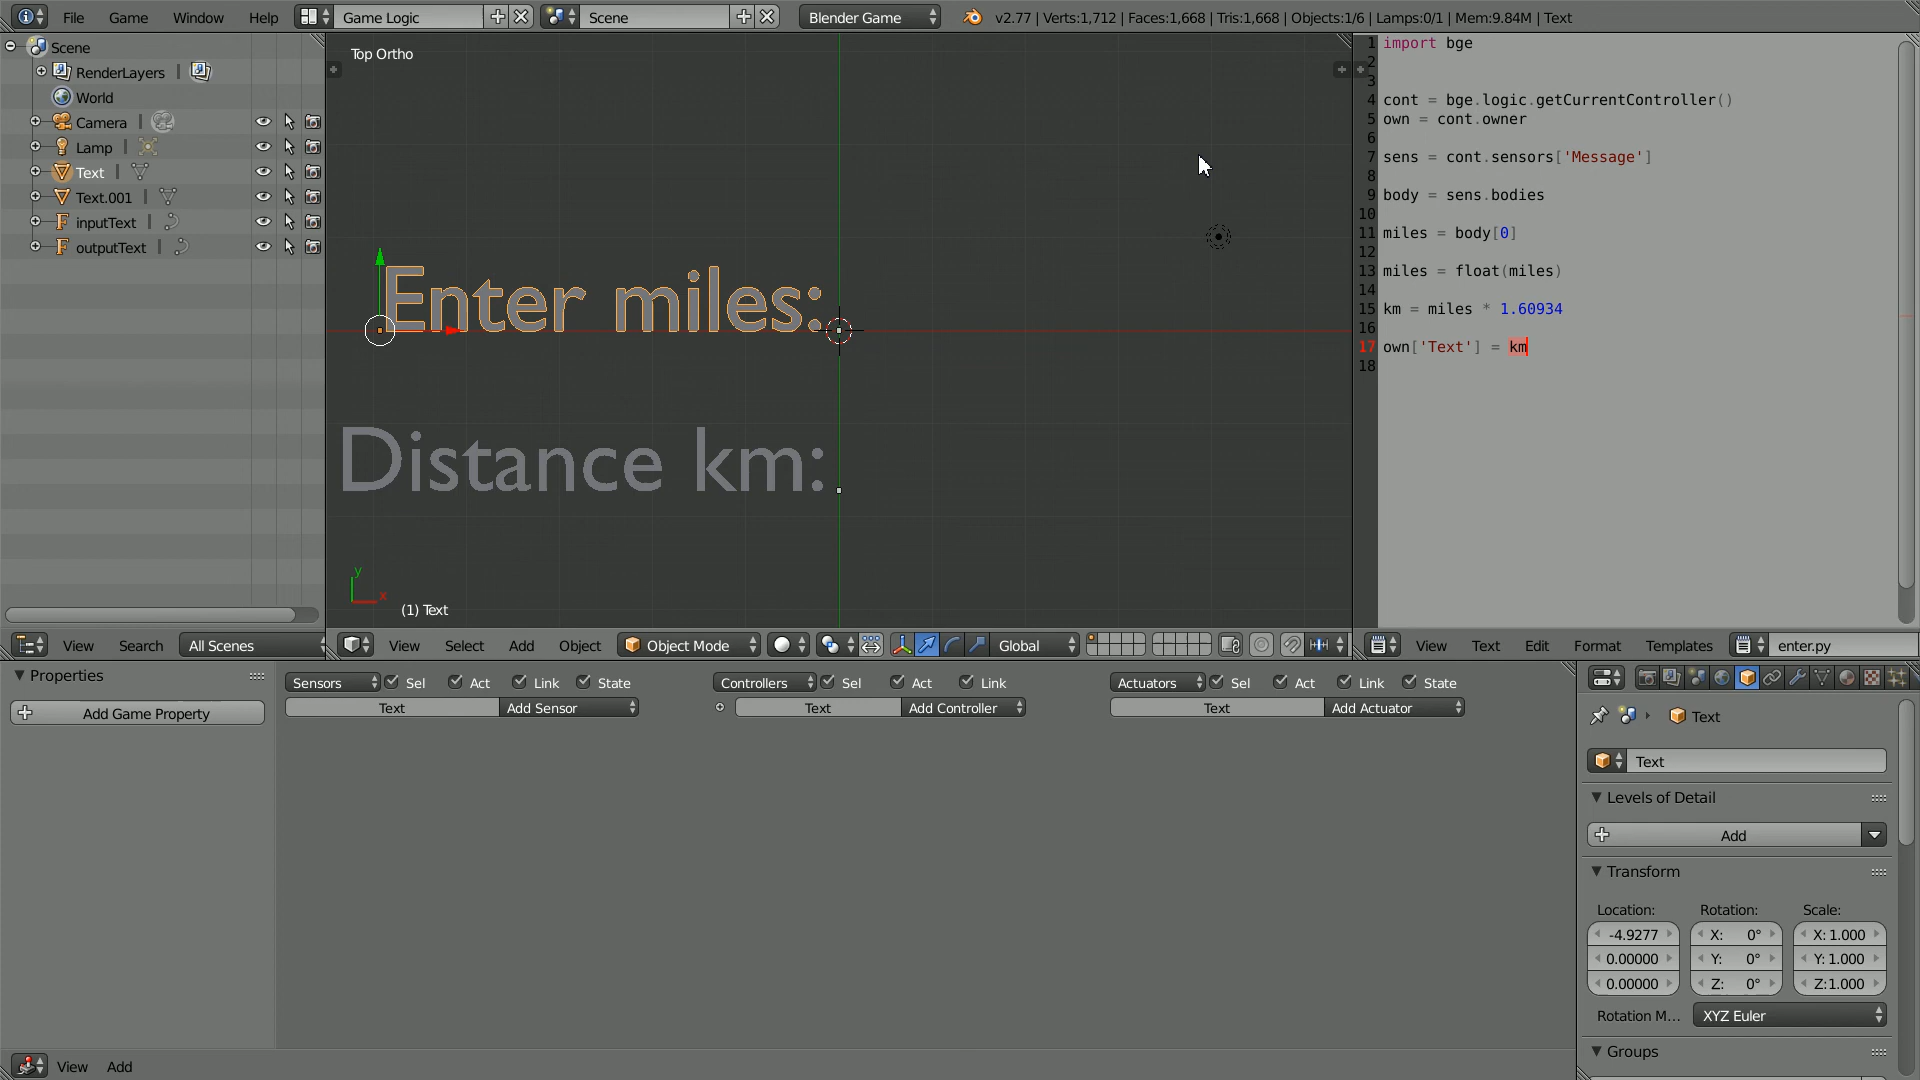 File Game Window Help Game Logic Scene Blender Game v2.77 | Verts:1,712 | Faces:1,668 | Tris:1,668 | Objects:1/6 | Lamps:0/1 | Mem:9.84M | Text
Scene
RenderLayers
World
Camera
Lamp
Text
Text.001
inputText
outputText
View Search All Scenes
Top Ortho
Enter miles:
Distance km:
y
x
(1) Text
View Select Add Object Object Mode Global
1 import bge
2
3
4 cont = bge.logic.getCurrentController()
5 own = cont.owner
6
7 sens = cont.sensors['Message']
8
9 body = sens.bodies
10
11 miles = body[0]
12
13 miles = float(miles)
14
15 km = miles * 1.60934
16
17 own['Text'] = km
18
View Text Edit Format Templates enter.py
Properties
Add Game Property
Sensors Sel Act Link State
Text Add Sensor
Controllers Sel Act Link
Text Add Controller
Actuators Sel Act Link State
Text Add Actuator
View Add
Text
Text
Levels of Detail
Add
Transform
Location: Rotation: Scale:
-4.9277 X: 0° X: 1.000
0.00000 Y: 0° Y: 1.000
0.00000 Z: 0° Z:1.000
Rotation M... XYZ Euler
Groups